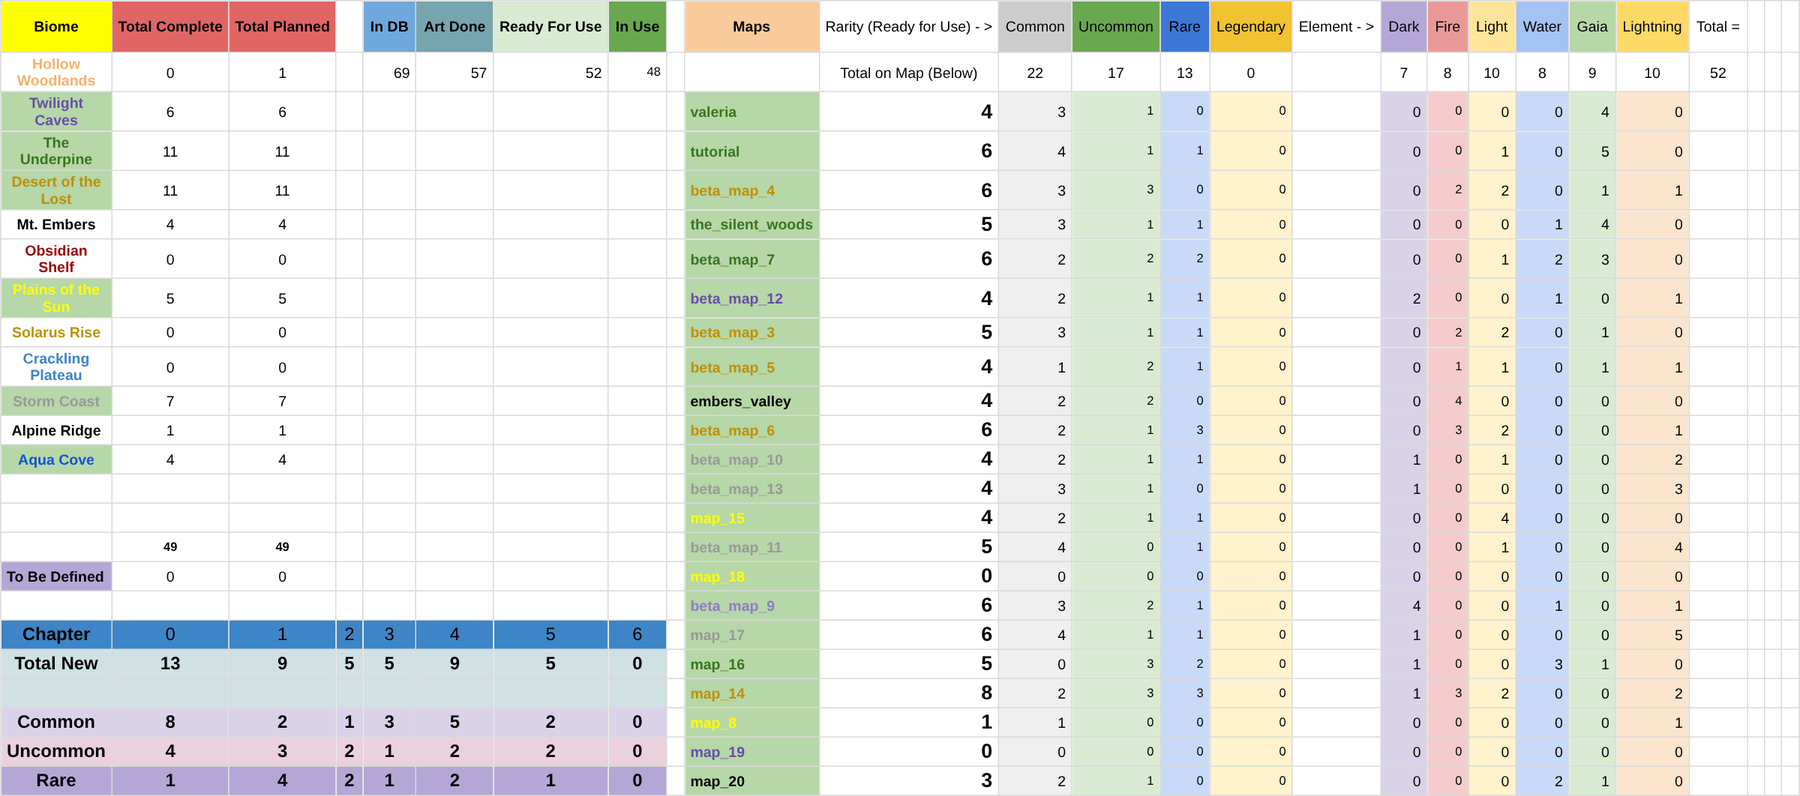 Biome Total Complete Total Planned In DB Art Done Ready For Use In Use Maps Rarity (Ready for Use) - > Common Uncommon Rare Legendary Element - > Dark Fire Light Water Gaia Lightning Total =
Hollow Woodlands 0 1 69 57 52 48 Total on Map (Below) 22 17 13 0 7 8 10 8 9 10 52
Twilight Caves 6 6 valeria 4 3 1 0 0 0 0 0 0 4 0
The Underpine 11 11 tutorial 6 4 1 1 0 0 0 1 0 5 0
Desert of the Lost 11 11 beta_map_4 6 3 3 0 0 0 2 2 0 1 1
Mt. Embers 4 4 the_silent_woods 5 3 1 1 0 0 0 0 1 4 0
Obsidian Shelf 0 0 beta_map_7 6 2 2 2 0 0 0 1 2 3 0
Plains of the Sun 5 5 beta_map_12 4 2 1 1 0 2 0 0 1 0 1
Solarus Rise 0 0 beta_map_3 5 3 1 1 0 0 2 2 0 1 0
Crackling Plateau 0 0 beta_map_5 4 1 2 1 0 0 1 1 0 1 1
Storm Coast 7 7 embers_valley 4 2 2 0 0 0 4 0 0 0 0
Alpine Ridge 1 1 beta_map_6 6 2 1 3 0 0 3 2 0 0 1
Aqua Cove 4 4 beta_map_10 4 2 1 1 0 1 0 1 0 0 2
beta_map_13 4 3 1 0 0 1 0 0 0 0 3
map_15 4 2 1 1 0 0 0 4 0 0 0
49 49 beta_map_11 5 4 0 1 0 0 0 1 0 0 4
To Be Defined 0 0 map_18 0 0 0 0 0 0 0 0 0 0 0
beta_map_9 6 3 2 1 0 4 0 0 1 0 1
Chapter 0 1 2 3 4 5 6 map_17 6 4 1 1 0 1 0 0 0 0 5
Total New 13 9 5 5 9 5 0 map_16 5 0 3 2 0 1 0 0 3 1 0
map_14 8 2 3 3 0 1 3 2 0 0 2
Common 8 2 1 3 5 2 0 map_8 1 1 0 0 0 0 0 0 0 0 1
Uncommon 4 3 2 1 2 2 0 map_19 0 0 0 0 0 0 0 0 0 0 0
Rare 1 4 2 1 2 1 0 map_20 3 2 1 0 0 0 0 0 2 1 0